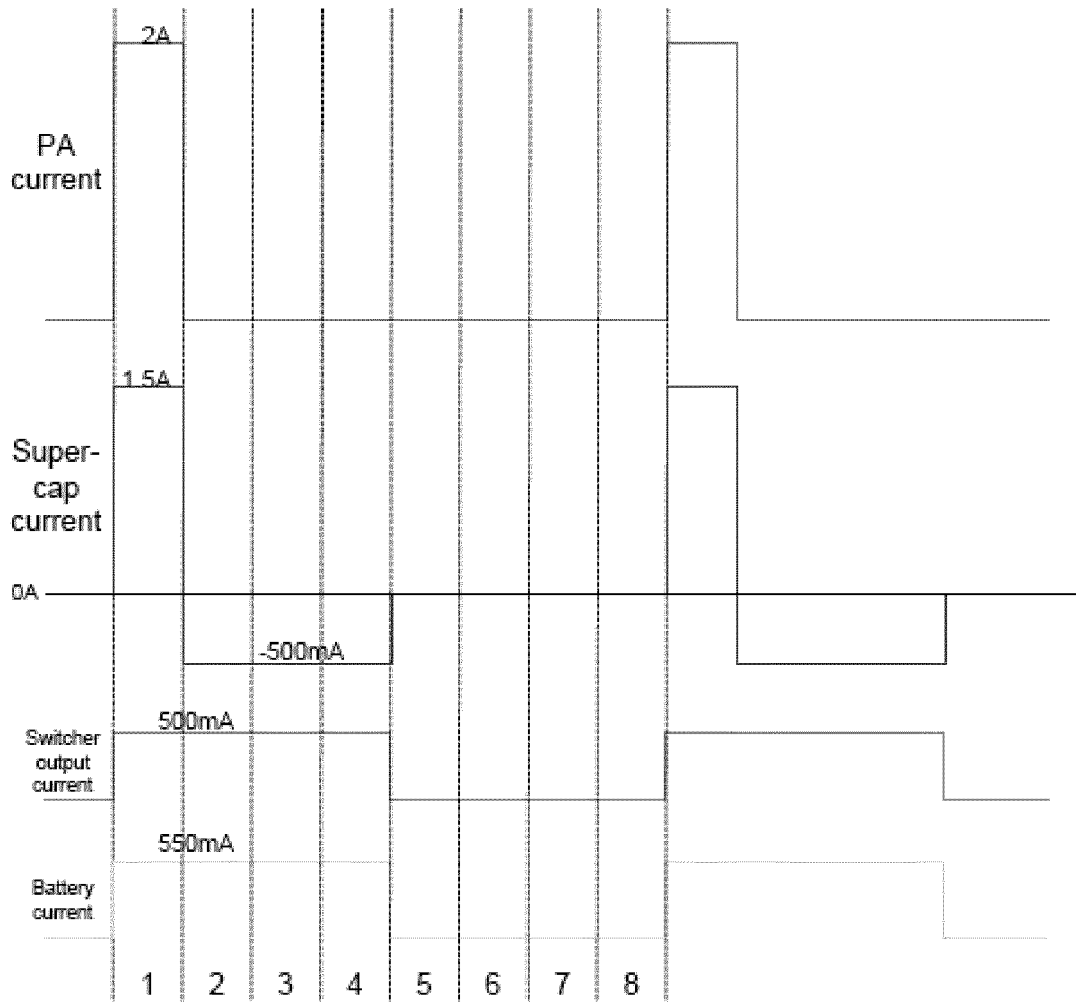 2A
PA
current
1.5A
Super-
cap
current
0A
-500mA
500mA
Switcher
output
current
550mA
Battery
current
1 2 3 4 5 6 7 8